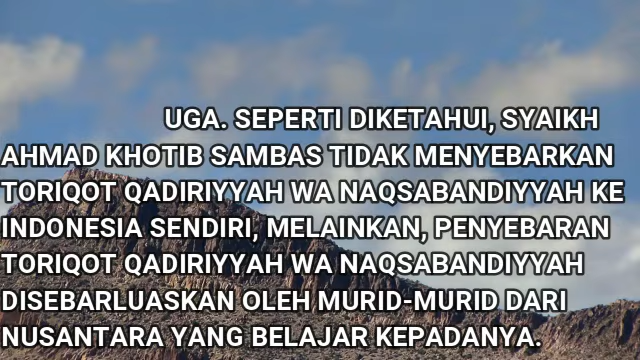 UGA. SEPERTI DIKETAHUI, SYAIKH
AHMAD KHOTIB SAMBAS TIDAK MENYEBARKAN
TORIQOT QADIRIYYAH WA NAQSABANDIYYAH KE
INDONESIA SENDIRI, MELAINKAN, PENYEBARAN
TORIQOT QADIRIYYAH WA NAQSABANDIYYAH
DISEBARLUASKAN OLEH MURID-MURID DARI
NUSANTARA YANG BELAJAR KEPADANYA.